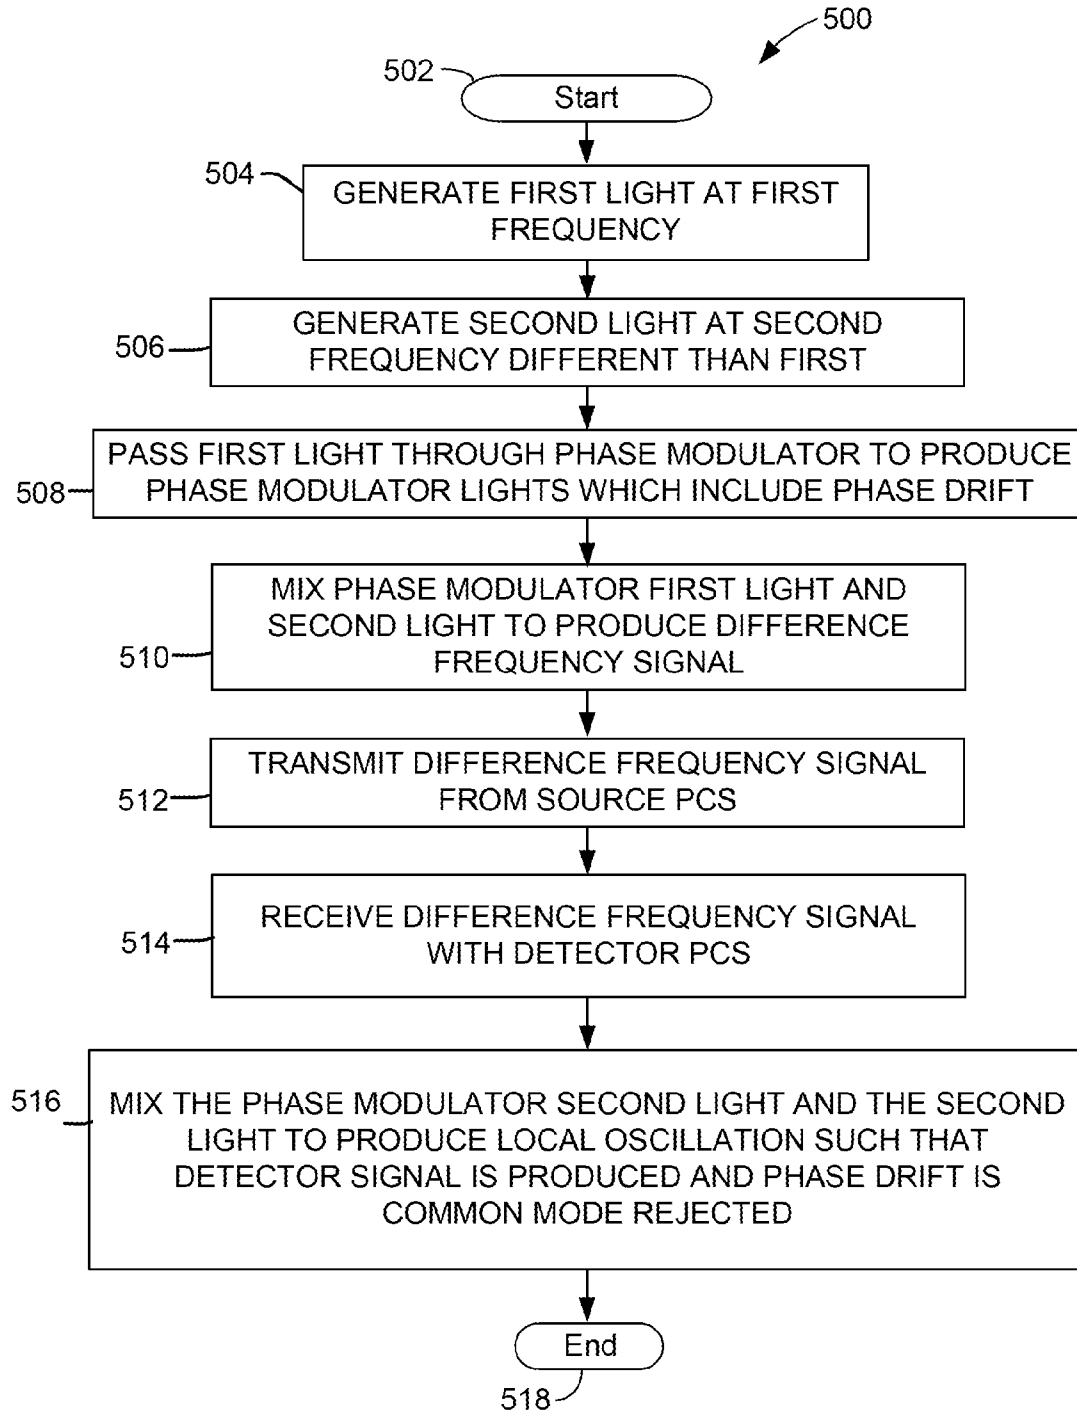 500
502
Start
504
GENERATE FIRST LIGHT AT FIRST
FREQUENCY
506
GENERATE SECOND LIGHT AT SECOND
FREQUENCY DIFFERENT THAN FIRST
508
PASS FIRST LIGHT THROUGH PHASE MODULATOR TO PRODUCE
PHASE MODULATOR LIGHTS WHICH INCLUDE PHASE DRIFT
510
MIX PHASE MODULATOR FIRST LIGHT AND
SECOND LIGHT TO PRODUCE DIFFERENCE
FREQUENCY SIGNAL
512
TRANSMIT DIFFERENCE FREQUENCY SIGNAL
FROM SOURCE PCS
514
RECEIVE DIFFERENCE FREQUENCY SIGNAL
WITH DETECTOR PCS
516
MIX THE PHASE MODULATOR SECOND LIGHT AND THE SECOND
LIGHT TO PRODUCE LOCAL OSCILLATION SUCH THAT
DETECTOR SIGNAL IS PRODUCED AND PHASE DRIFT IS
COMMON MODE REJECTED
End
518